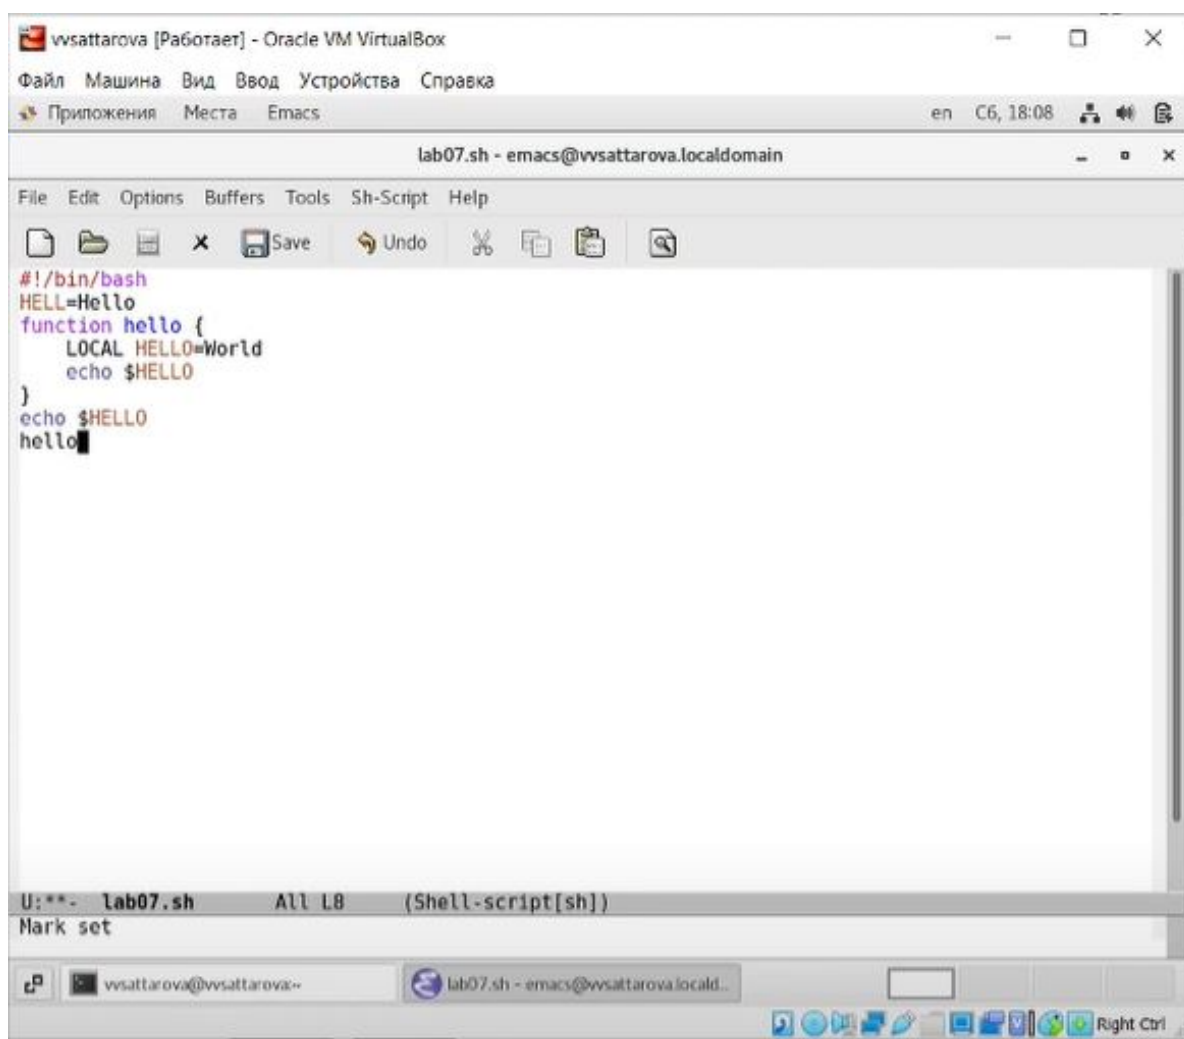 vvsattarova [Работает] - Oracle VM VirtualBox
Файл Машина Вид Ввод Устройства Справка
Приложения Места Emacs en Сб, 18:08
lab07.sh - emacs@vvsattarova.localdomain
File Edit Options Buffers Tools Sh-Script Help
Save Undo
#!/bin/bash
HELL=Hello
function hello {
LOCAL HELLO=World
echo $HELLO
}
echo $HELLO
hello
U:**- lab07.sh All L8 (Shell-script[sh])
Mark set
vvsattarova@vvsattarova:~ lab07.sh - emacs@vvsattarova.locald...
Right Ctrl